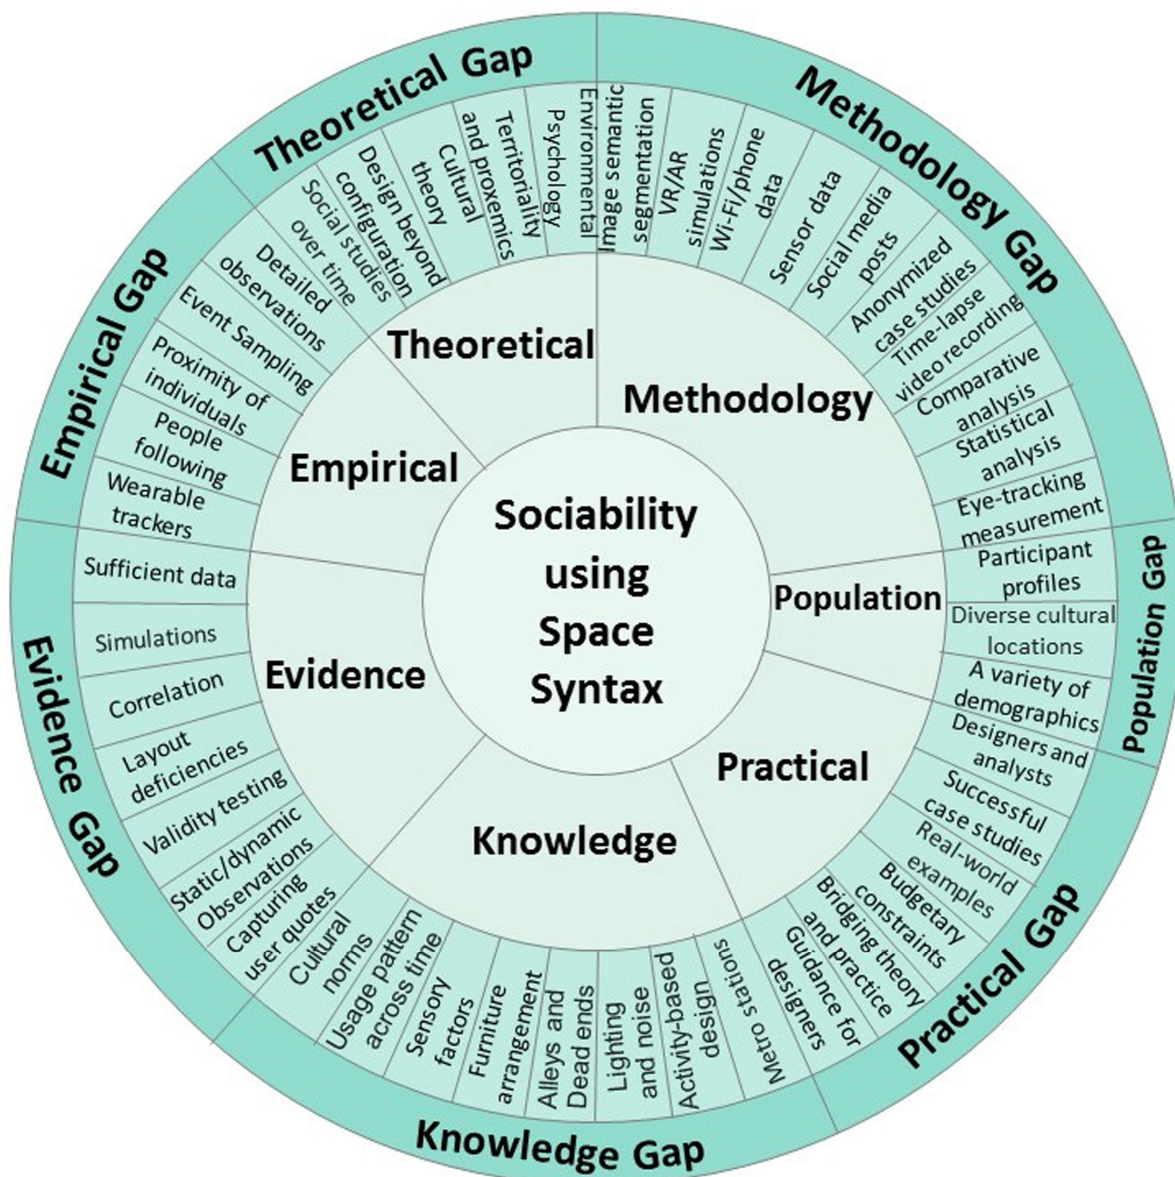 Theoretical Gap
Methodology Gap
Population Gap
Practical Gap
Knowledge Gap
Evidence Gap
Empirical Gap
Image semantic
segmentation
VR/AR
simulations
Wi-Fi/phone
data
Sensor data
Social media
posts
Anonymized
case studies
Time-lapse
video recording
Comparative
analysis
Statistical
analysis
Eye-tracking
measurement
Participant
profiles
Diverse cultural
locations
A variety of
demographics
Designers and
analysts
Successful
case studies
Real-world
examples
Budgetary
constraints
Bridging theory
and practice
Guidance for
designers
Metro stations
Activity-based
design
Lighting
and noise
Alleys and
Dead ends
Furniture
arrangement
Sensory
factors
Usage pattern
across time
Cultural
norms
Capturing
user quotes
Static/dynamic
Observations
Validity testing
Layout
deficiencies
Correlation
Simulations
Sufficient data
Wearable
trackers
People
following
Proximity of
individuals
Event Sampling
Detailed
observations
Social studies
over time
Design beyond
configuration
Cultural
theory
Territoriality
and proxemics
Environmental
Psychology
Theoretical
Methodology
Population
Practical
Knowledge
Evidence
Empirical
Sociability
using
Space
Syntax